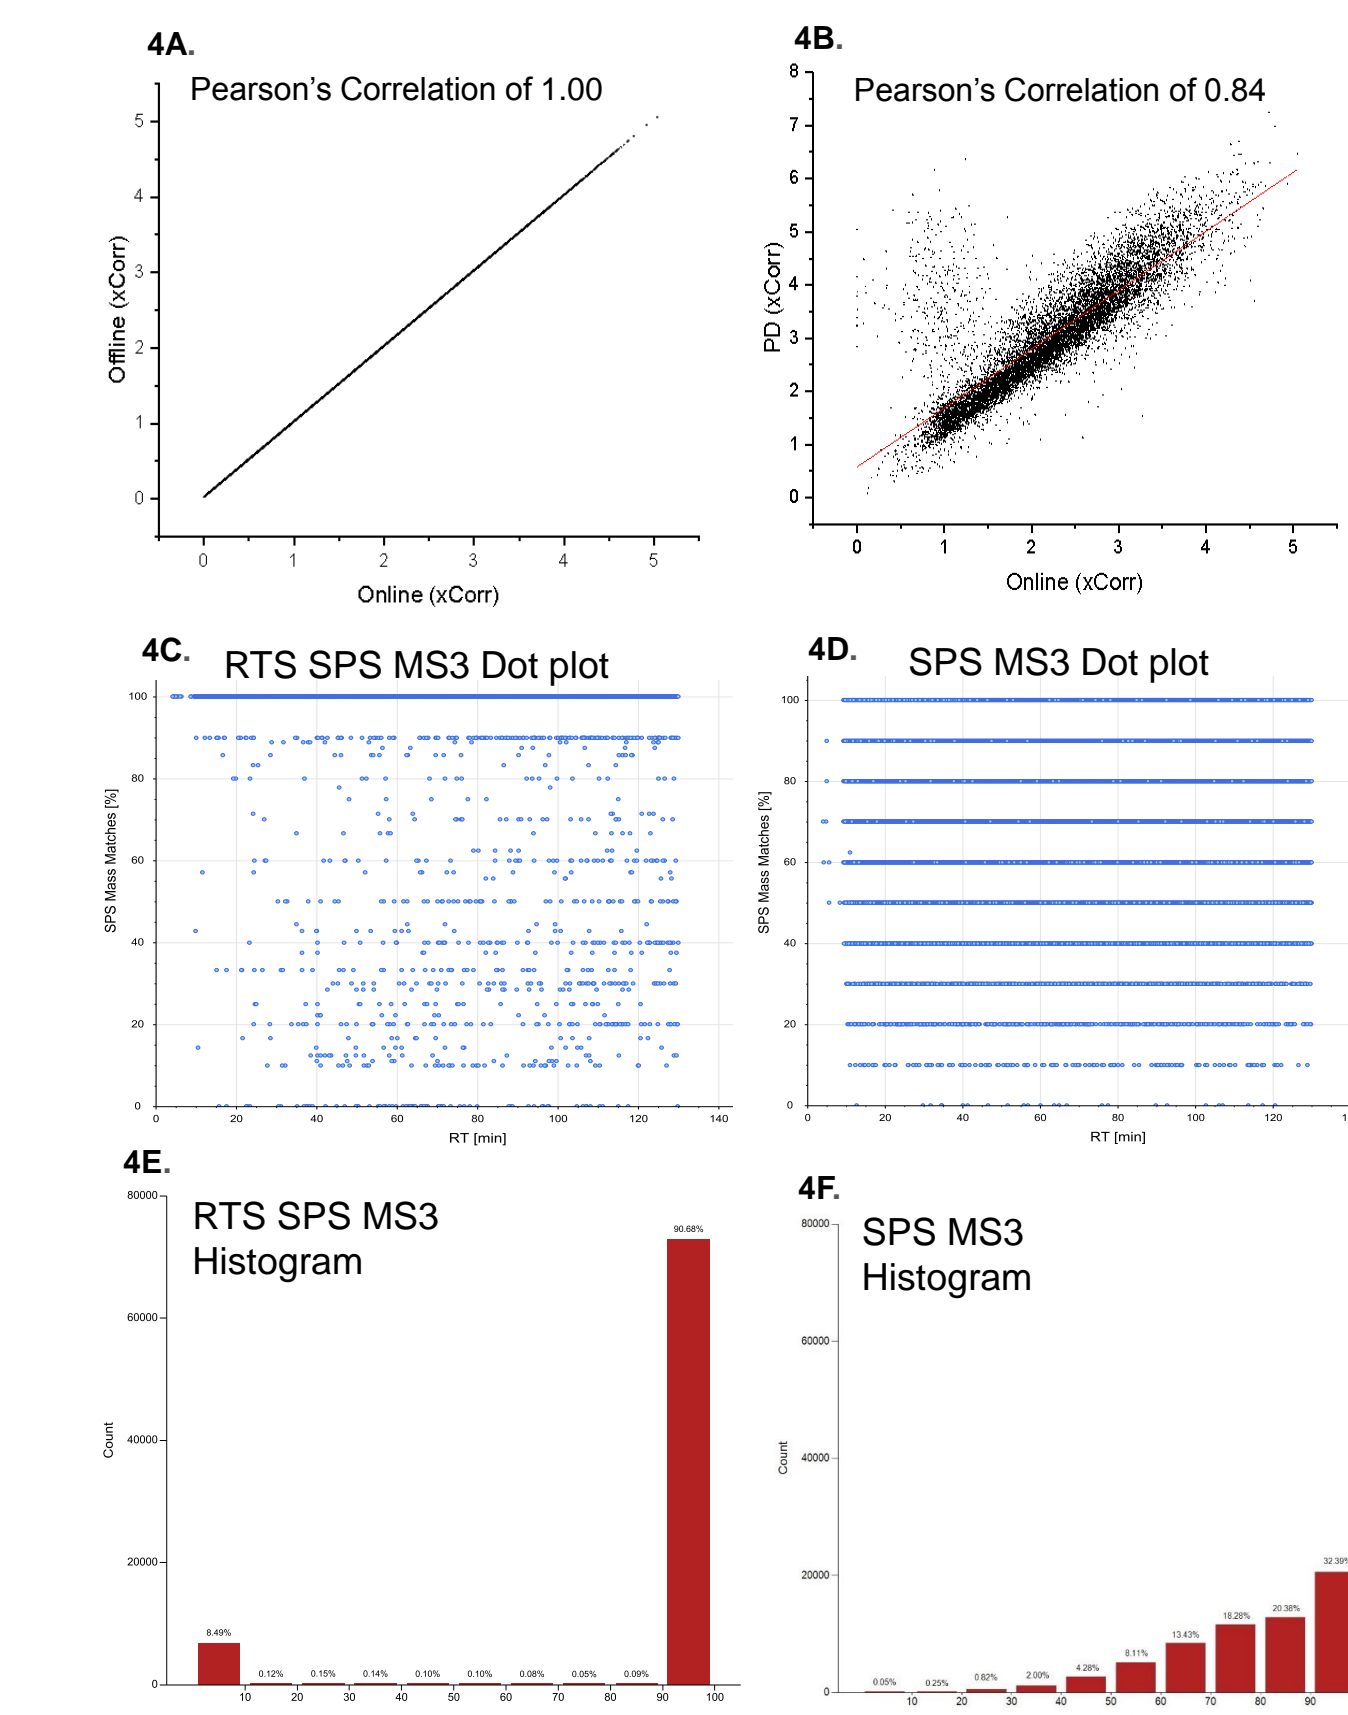 4A.
Pearson's Correlation of 1.00
5
4
3
2
1
0
Offline (xCorr)
0 1 2 3 4 5
Online (xCorr)
4B.
Pearson's Correlation of 0.84
8
7
6
5
4
3
2
1
0
PD (xCorr)
0 1 2 3 4 5
Online (xCorr)
4C.
RTS SPS MS3 Dot plot
100
80
60
40
20
0
SPS Mass Matches [%]
0 20 40 60 80 100 120 140
RT [min]
4D.
SPS MS3 Dot plot
100
80
60
40
20
0
SPS Mass Matches [%]
0 20 40 60 80 100 120
RT [min]
4E.
RTS SPS MS3
Histogram
80000
60000
40000
20000
0
Count
8.49% 0.12% 0.15% 0.14% 0.10% 0.10% 0.08% 0.05% 0.09% 90.68%
10 20 30 40 50 60 70 80 90 100
4F.
SPS MS3
Histogram
80000
60000
40000
20000
0
Count
0.05% 0.25% 0.82% 2.00% 4.28% 8.11% 13.43% 18.28% 20.38% 32.39%
10 20 30 40 50 60 70 80 90